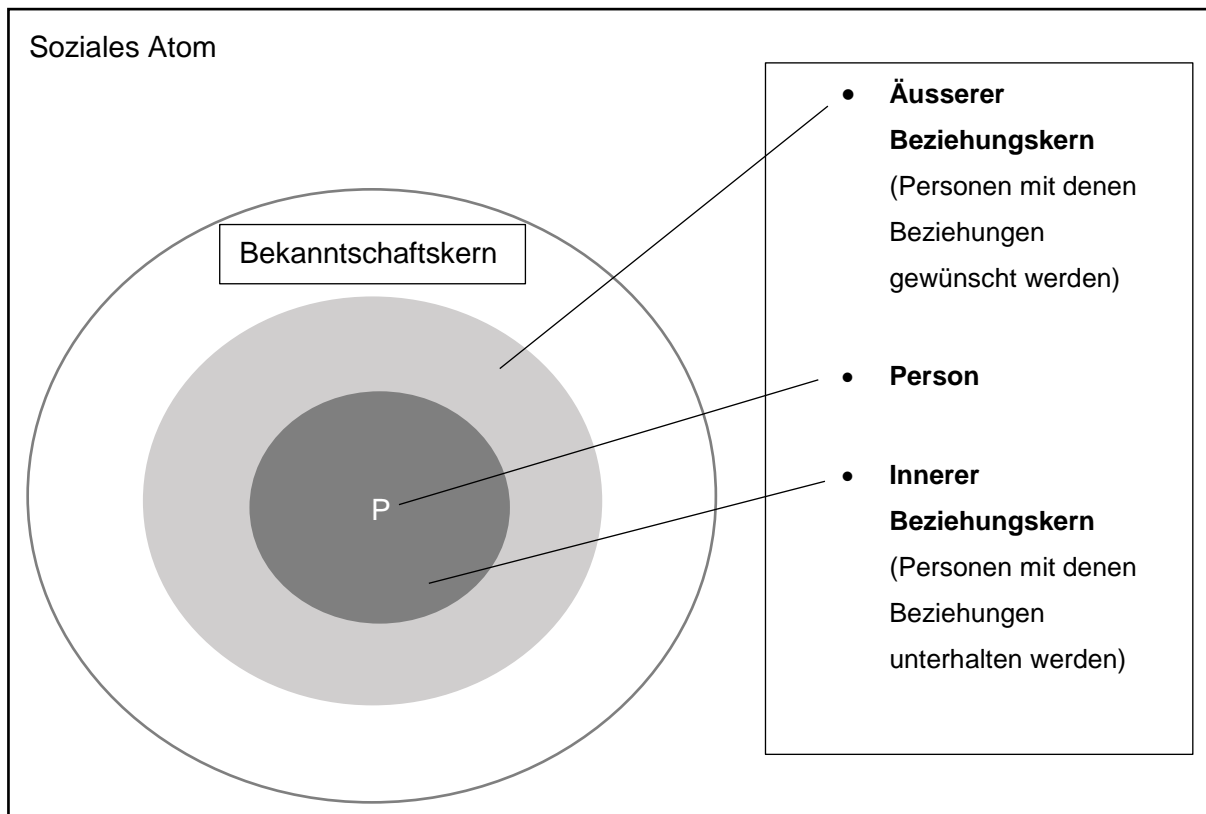 Soziales Atom
Bekanntschaftskern
P
• Äusserer
Beziehungskern
(Personen mit denen
Beziehungen
gewünscht werden)
• Person
• Innerer
Beziehungskern
(Personen mit denen
Beziehungen
unterhalten werden)